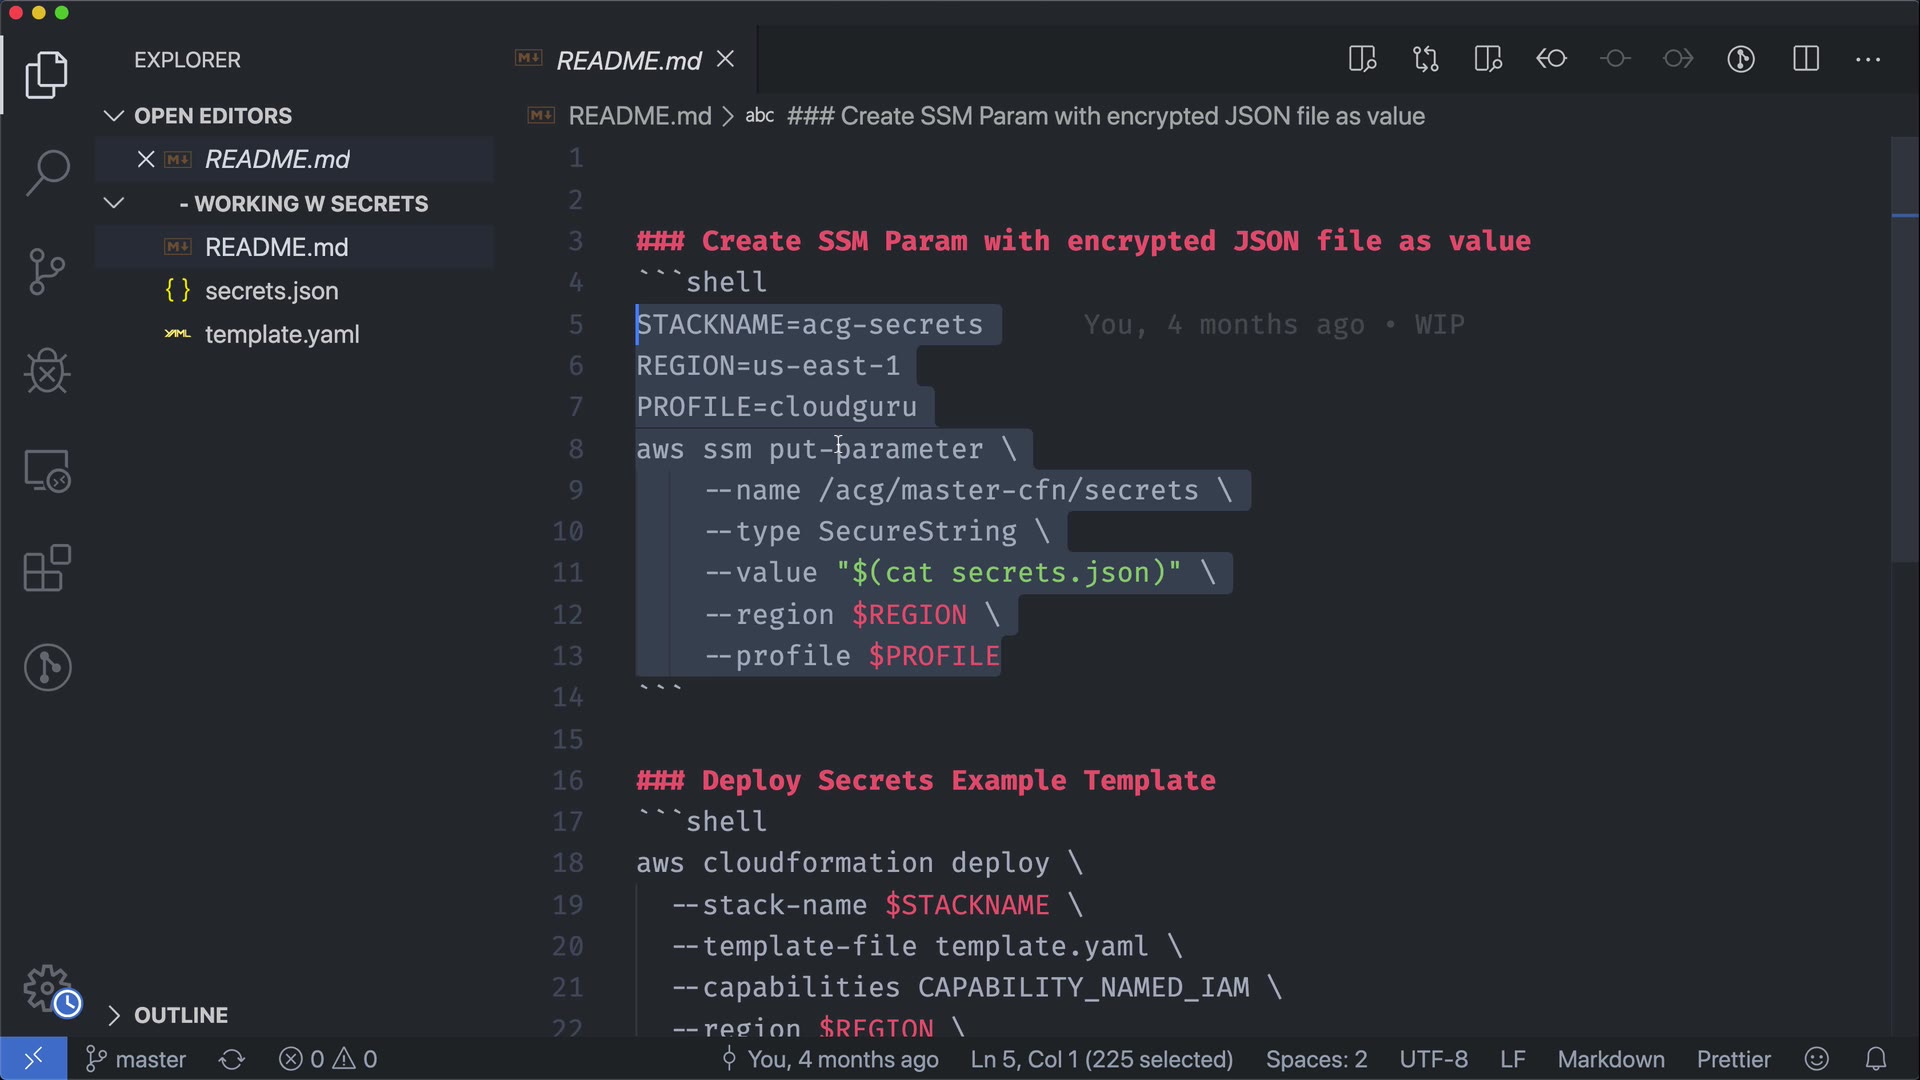 EXPLORER
OPEN EDITORS
README.md
- WORKING W SECRETS
README.md
{ } secrets.json
YAML template.yaml
OUTLINE
M↓ README.md
M↓ README.md > abc ### Create SSM Param with encrypted JSON file as value
1
2
3 ### Create SSM Param with encrypted JSON file as value
4 ```shell
5 STACKNAME=acg-secrets You, 4 months ago • WIP
6 REGION=us-east-1
7 PROFILE=cloudguru
8 aws ssm put-parameter \
9 --name /acg/master-cfn/secrets \
10 --type SecureString \
11 --value "$(cat secrets.json)" \
12 --region $REGION \
13 --profile $PROFILE
14 ```
15
16 ### Deploy Secrets Example Template
17 ```shell
18 aws cloudformation deploy \
19 --stack-name $STACKNAME \
20 --template-file template.yaml \
21 --capabilities CAPABILITY_NAMED_IAM \
22 --region $REGION \
master 0 0 You, 4 months ago Ln 5, Col 1 (225 selected) Spaces: 2 UTF-8 LF Markdown Prettier